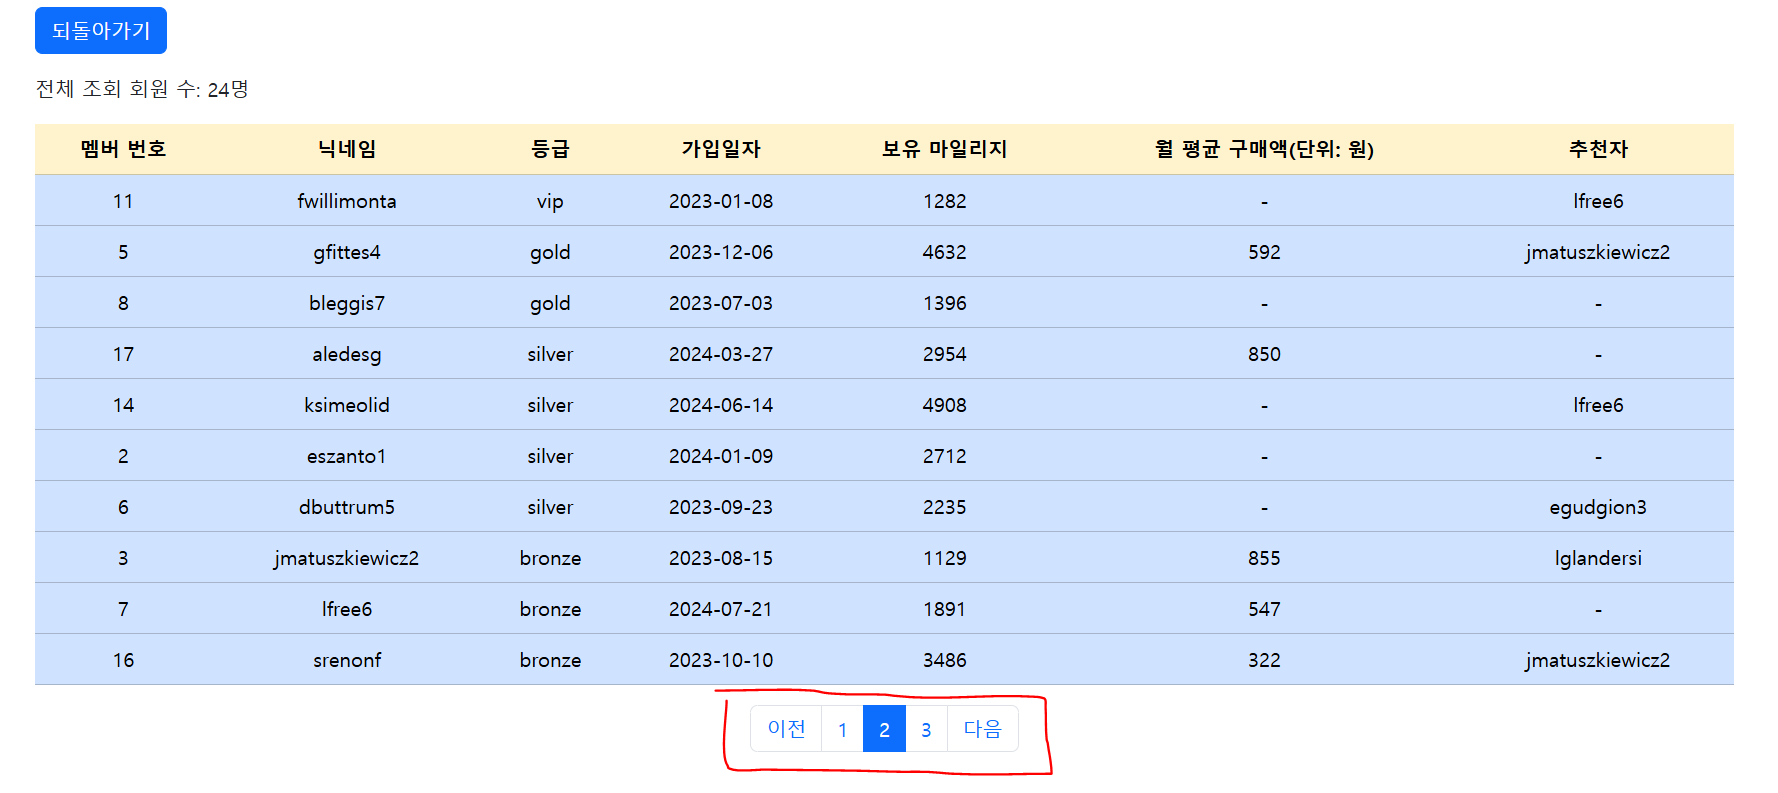 되돌아가기
전체 조회 회원 수: 24명
멤버 번호 닉네임 등급 가입일자 보유 마일리지 월 평균 구매액(단위: 원) 추천자
11 fwillimonta vip 2023-01-08 1282 - lfree6
5 gfittes4 gold 2023-12-06 4632 592 jmatuszkiewicz2
8 bleggis7 gold 2023-07-03 1396 - -
17 aledesg silver 2024-03-27 2954 850 -
14 ksimeolid silver 2024-06-14 4908 - lfree6
2 eszanto1 silver 2024-01-09 2712 - -
6 dbuttrum5 silver 2023-09-23 2235 - egudgion3
3 jmatuszkiewicz2 bronze 2023-08-15 1129 855 lglandersi
7 lfree6 bronze 2024-07-21 1891 547 -
16 srenonf bronze 2023-10-10 3486 322 jmatuszkiewicz2
이전 1 2 3 다음